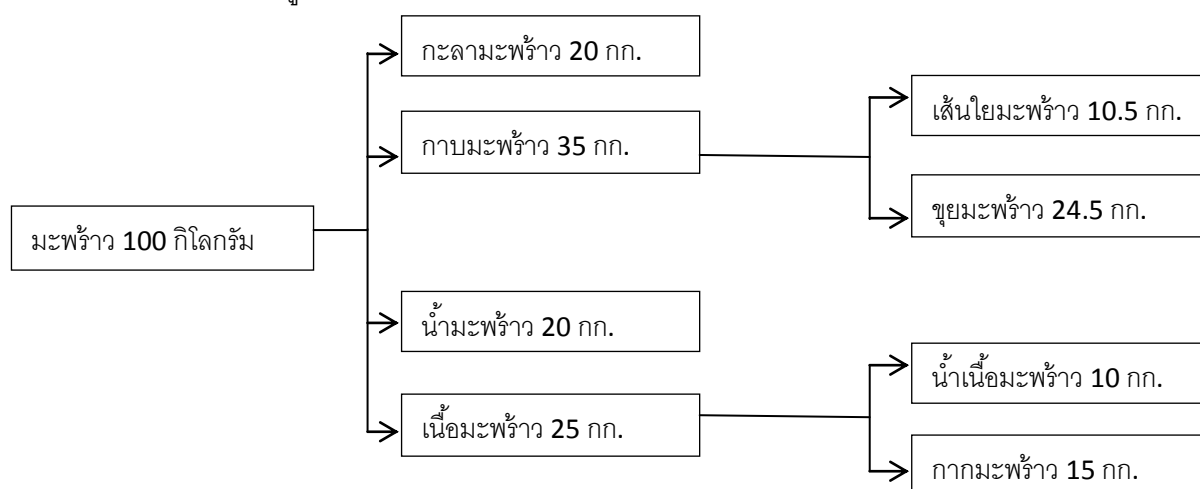 กะลามะพร้าว 20 กก.
เส้นใยมะพร้าว 10.5 กก.
กาบมะพร้าว 35 กก.
ขุยมะพร้าว 24.5 กก.
มะพร้าว 100 กิโลกรัม
น้ำมะพร้าว 20 กก.
น้ำเนื้อมะพร้าว 10 กก.
เนื้อมะพร้าว 25 กก.
กากมะพร้าว 15 กก.